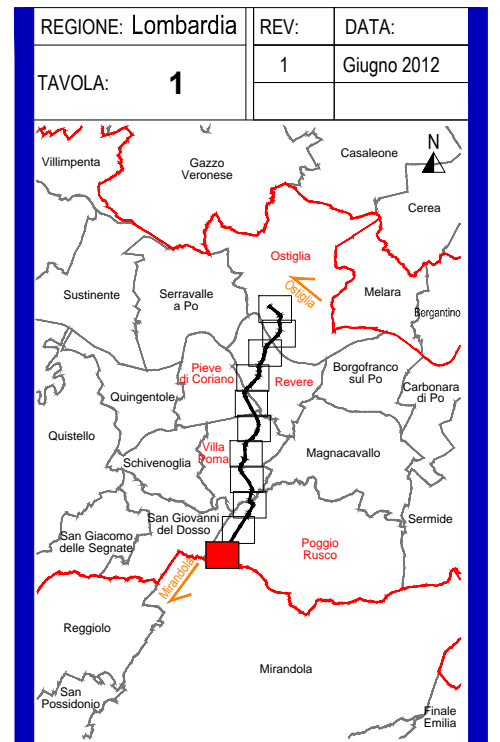 REGIONE: Lombardia
REV:
DATA:
TAVOLA: 1
1
Giugno 2012
N
Villimpenta
Gazzo
Veronese
Casaleone
Cerea
Ostiglia
Ostiglia
Sustinente
Serravalle
a Po
Melara
Bergantino
Pieve
di Coriano
Revere
Borgofranco
sul Po
Carbonara
di Po
Quingentole
Quistello
Villa
Poma
Schivenoglia
Magnacavallo
San Giovanni
del Dosso
Sermide
San Giacomo
delle Segnate
Poggio
Rusco
Mirandola
Reggiolo
Mirandola
San
Possidonio
Finale
Emilia